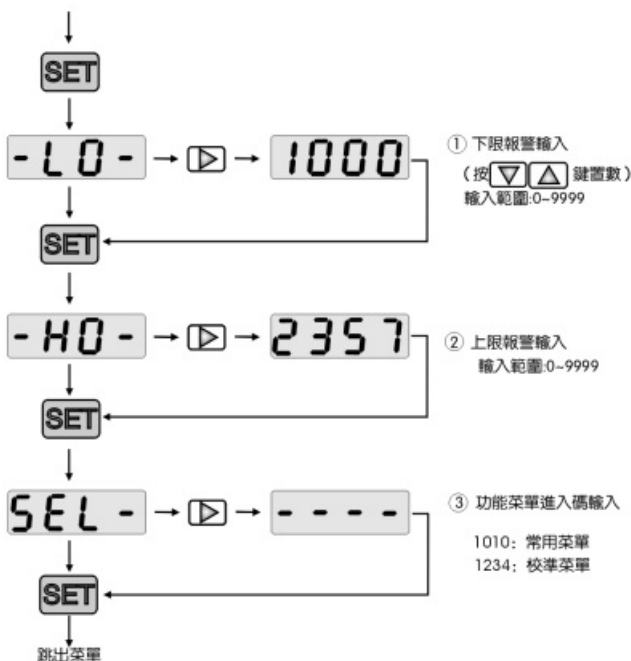 SET
-LO-
1000
① 下限報警輸入
(按 鍵置數)
輸入範圍:0-9999
SET
-HO-
2357
② 上限報警輸入
輸入範圍:0~9999
SET
SEL-
----
③ 功能菜單進入碼輸入
1010: 常用菜單
1234: 校準菜單
SET
跳出菜單